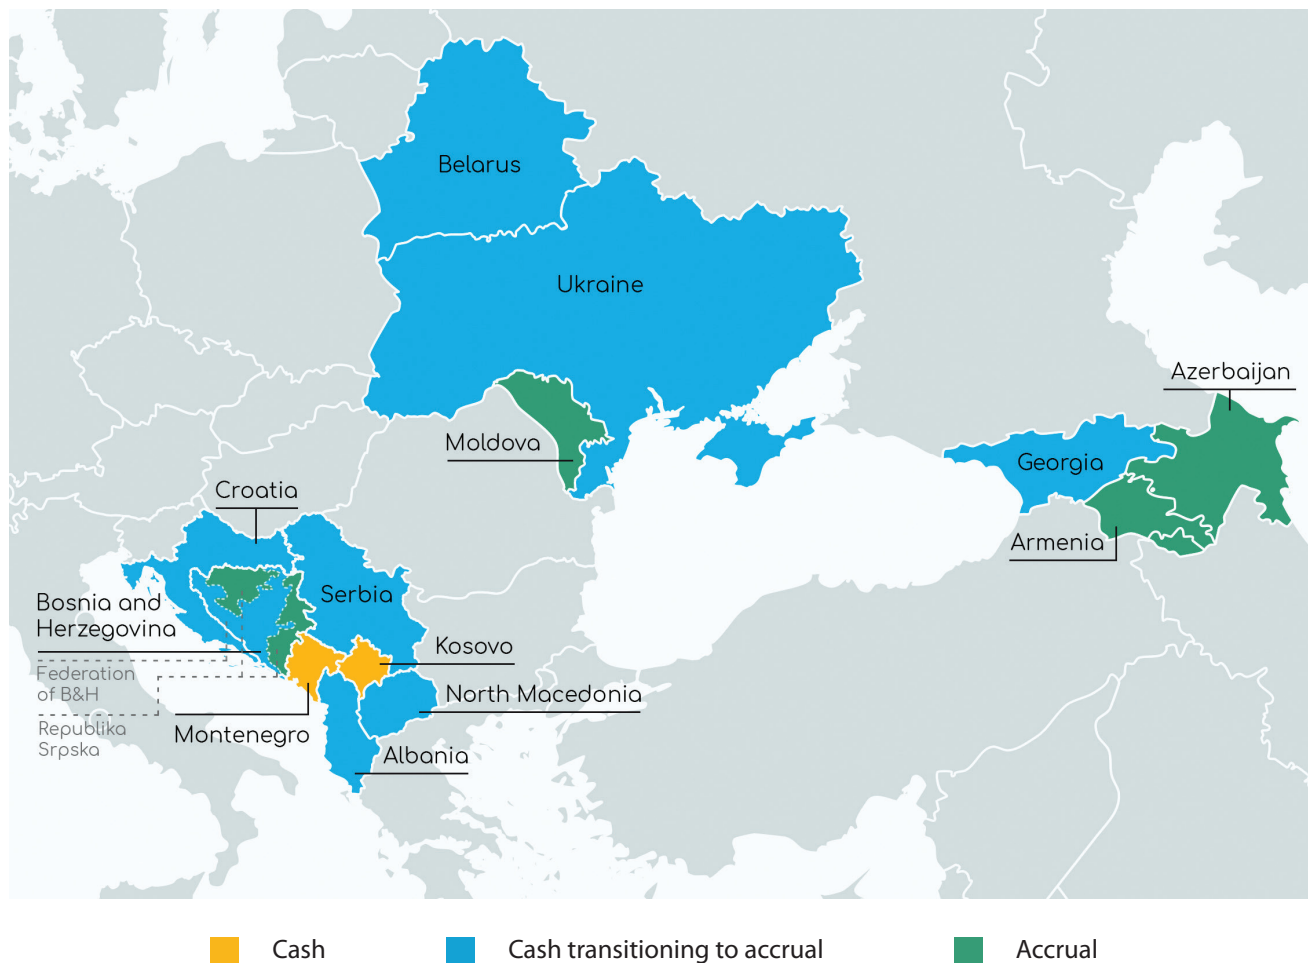 Belarus
Ukraine
Azerbaijan
Moldova
Georgia
Croatia
Armenia
Serbia
Bosnia and
Herzegovina
Kosovo
Federation
of B&H
North Macedonia
Republika
Srpska
Montenegro
Albania
Cash
Cash transitioning to accrual
Accrual